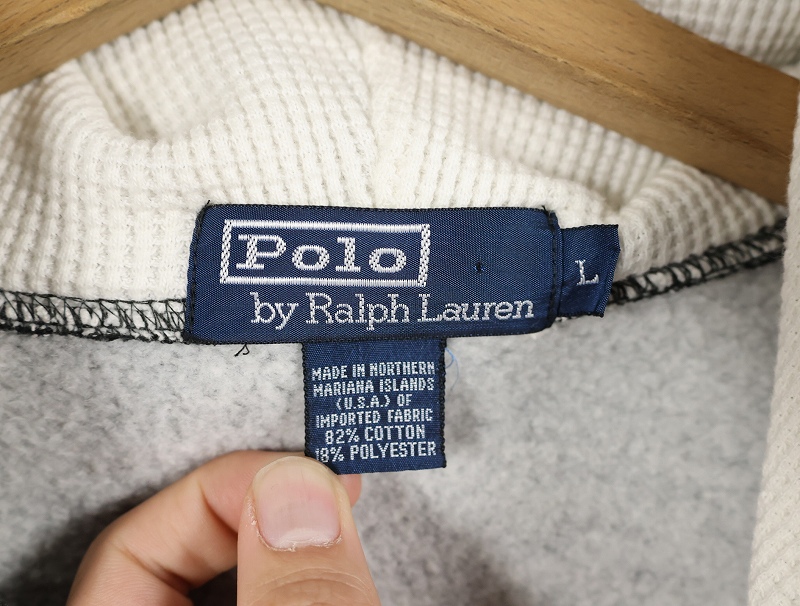 Polo
by Ralph Lauren
L
MADE IN NORTHERN
MARIANA ISLANDS
(U.S.A.) OF
IMPORTED FABRIC
82% COTTON
18% POLYESTER